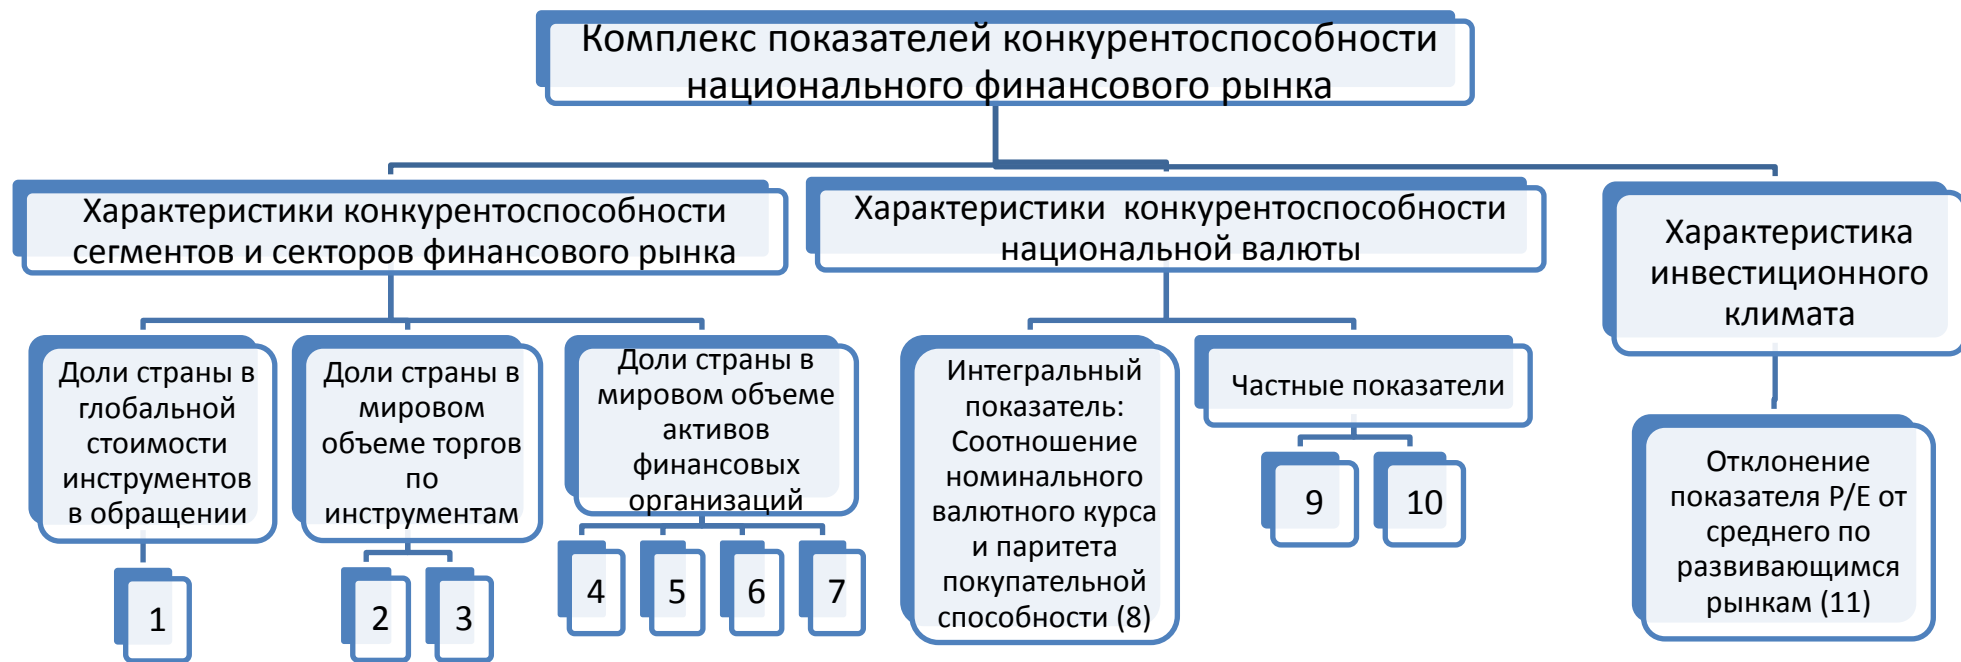 Комплекс показателей конкурентоспособности
национального финансового рынка
Характеристики конкурентоспособности
сегментов и секторов финансового рынка
Характеристики конкурентоспособности
национальной валюты
Характеристика
инвестиционного
климата
Доли страны в
глобальной
стоимости
инструментов
в обращении
Доли страны в
мировом
объеме торгов
по
инструментам
Доли страны в
мировом объеме
активов
финансовых
организаций
Интегральный
показатель:
Соотношение
номинального
валютного курса
и паритета
покупательной
способности (8)
Частные показатели
Отклонение
показателя P/E от
среднего по
развивающимся
рынкам (11)
1
2
3
4
5
6
7
9
10